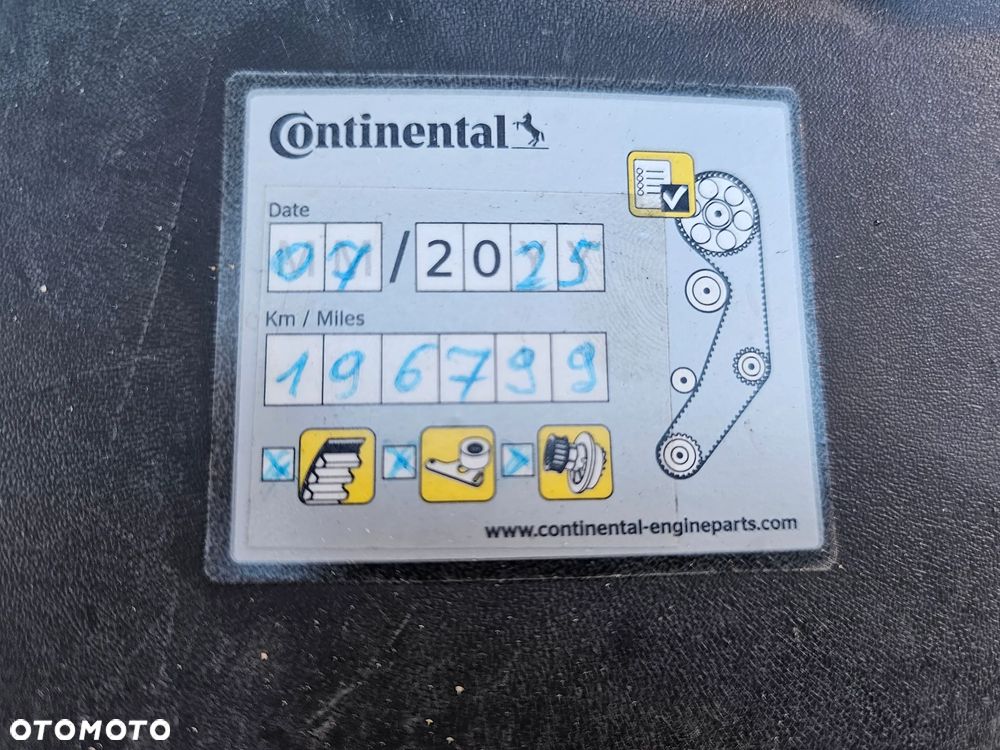 Continental
Date
07/2025
Km / Miles
196799
www.continental-engineparts.com
OTOMOTO